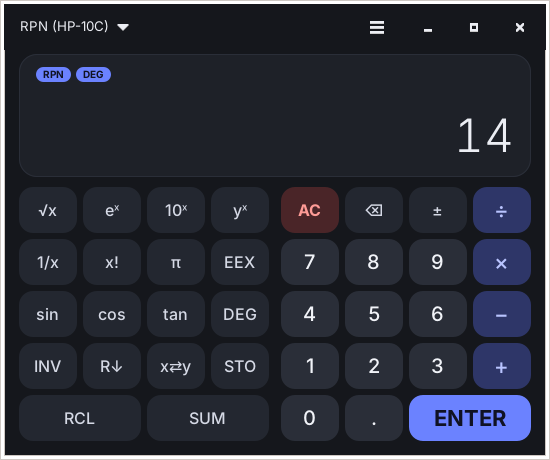 RPN (HP-10C)
RPN DEG
14
√x eˣ 10ˣ yˣ AC ⌫ ± ÷
1/x x! π EEX 7 8 9 ×
sin cos tan DEG 4 5 6 −
INV R↓ x⇄y STO 1 2 3 +
RCL SUM 0 . ENTER